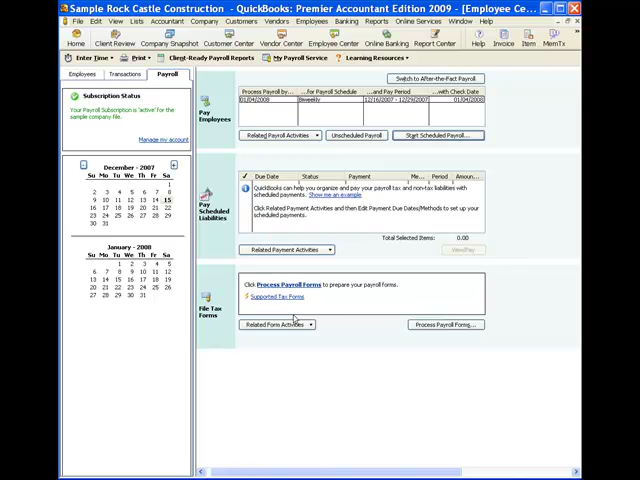 Sample Rock Castle Construction - QuickBooks: Premier Accountant Edition 2009 - [Employee Ce...
File Edit View Lists Accountant Company Customers Vendors Employees Banking Reports Online Services Window Help
Home Client Review Company Snapshot Customer Center Vendor Center Employee Center Online Banking Report Center Help Invoice Item MemTx
Enter Time Print Client-Ready Payroll Reports My Payroll Service Learning Resources
Employees Transactions Payroll
Subscription Status
Your Payroll Subscription is 'active' for the
sample company file.
Manage my account
December - 2007
Su Mo Tu We Th Fr Sa
1
2 3 4 5 6 7 8
9 10 11 12 13 14 15
16 17 18 19 20 21 22
23 24 25 26 27 28 29
30 31
January - 2008
Su Mo Tu We Th Fr Sa
1 2 3 4 5
6 7 8 9 10 11 12
13 14 15 16 17 18 19
20 21 22 23 24 25 26
27 28 29 30 31
Switch to After-the-Fact Payroll
Pay
Employees
Process Payroll by... ...for Payroll Schedule ...and Pay Period ...with Check Date
01/04/2008 Biweekly 12/16/2007 - 12/29/2007 01/04/2008
Related Payroll Activities Unscheduled Payroll Start Scheduled Payroll...
Pay
Scheduled
Liabilities
Due Date Status Payment Me... Period Amoun...
QuickBooks can help you organize and pay your payroll tax and non-tax liabilities with
scheduled payments. Show me an example.
Click Related Payment Activities and then Edit Payment Due Dates/Methods to set up your
scheduled payments.
Total Selected Items: 0.00
Related Payment Activities View/Pay
File Tax
Forms
Click Process Payroll Forms to prepare your payroll forms.
Supported Tax Forms
Related Form Activities Process Payroll Forms...